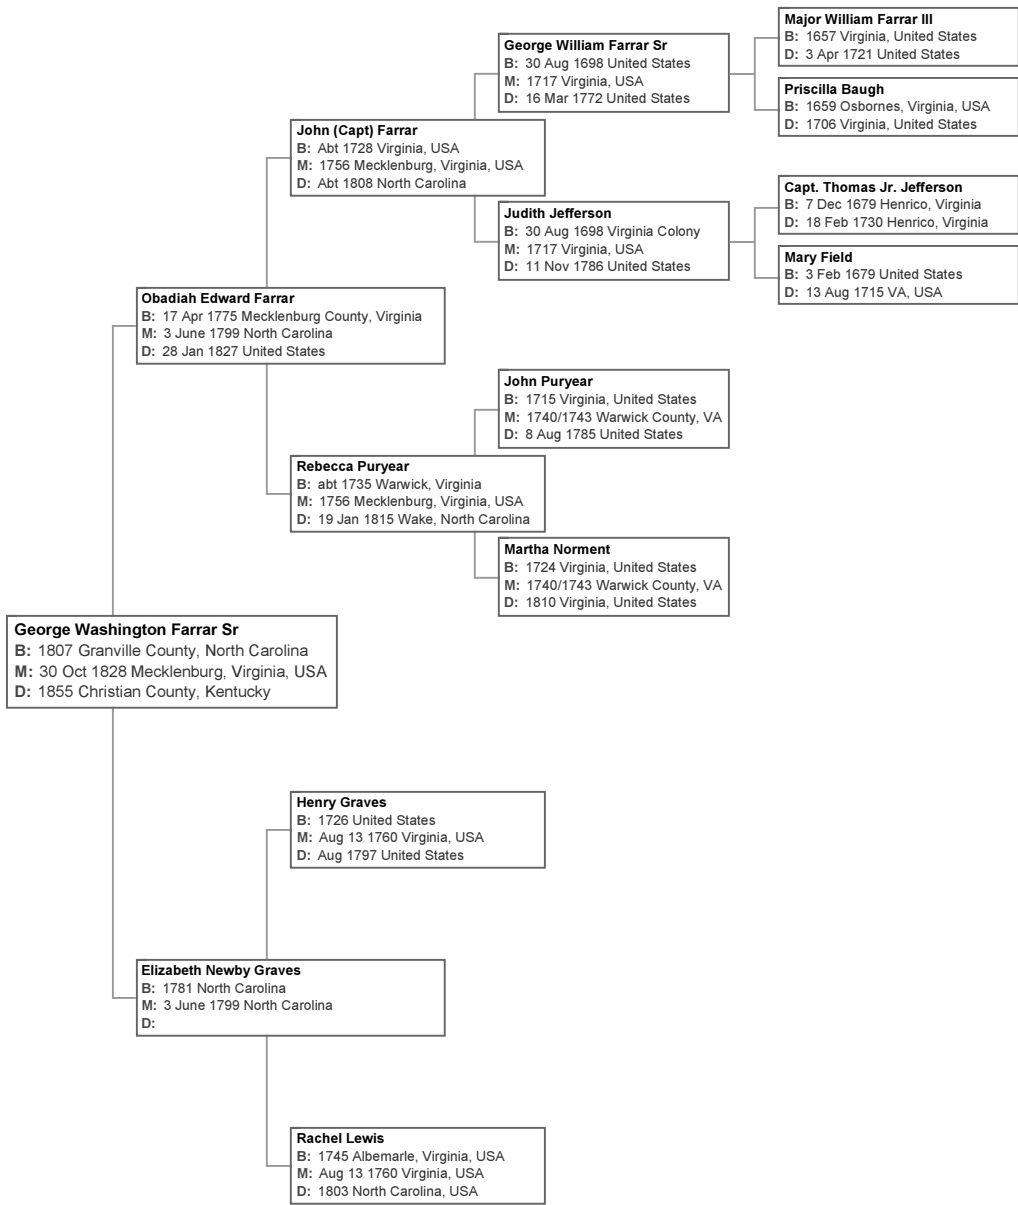 Major William Farrar III
B: 1657 Virginia, United States
D: 3 Apr 1721 United States
George William Farrar Sr
B: 30 Aug 1698 United States
M: 1717 Virginia, USA
D: 16 Mar 1772 United States
Priscilla Baugh
B: 1659 Osbornes, Virginia, USA
D: 1706 Virginia, United States
John (Capt) Farrar
B: Abt 1728 Virginia, USA
M: 1756 Mecklenburg, Virginia, USA
D: Abt 1808 North Carolina
Capt. Thomas Jr. Jefferson
B: 7 Dec 1679 Henrico, Virginia
D: 18 Feb 1730 Henrico, Virginia
Judith Jefferson
B: 30 Aug 1698 Virginia Colony
M: 1717 Virginia, USA
D: 11 Nov 1786 United States
Mary Field
B: 3 Feb 1679 United States
D: 13 Aug 1715 VA, USA
Obadiah Edward Farrar
B: 17 Apr 1775 Mecklenburg County, Virginia
M: 3 June 1799 North Carolina
D: 28 Jan 1827 United States
John Puryear
B: 1715 Virginia, United States
M: 1740/1743 Warwick County, VA
D: 8 Aug 1785 United States
Rebecca Puryear
B: abt 1735 Warwick, Virginia
M: 1756 Mecklenburg, Virginia, USA
D: 19 Jan 1815 Wake, North Carolina
Martha Norment
B: 1724 Virginia, United States
M: 1740/1743 Warwick County, VA
D: 1810 Virginia, United States
George Washington Farrar Sr
B: 1807 Granville County, North Carolina
M: 30 Oct 1828 Mecklenburg, Virginia, USA
D: 1855 Christian County, Kentucky
Henry Graves
B: 1726 United States
M: Aug 13 1760 Virginia, USA
D: Aug 1797 United States
Elizabeth Newby Graves
B: 1781 North Carolina
M: 3 June 1799 North Carolina
D:
Rachel Lewis
B: 1745 Albemarle, Virginia, USA
M: Aug 13 1760 Virginia, USA
D: 1803 North Carolina, USA